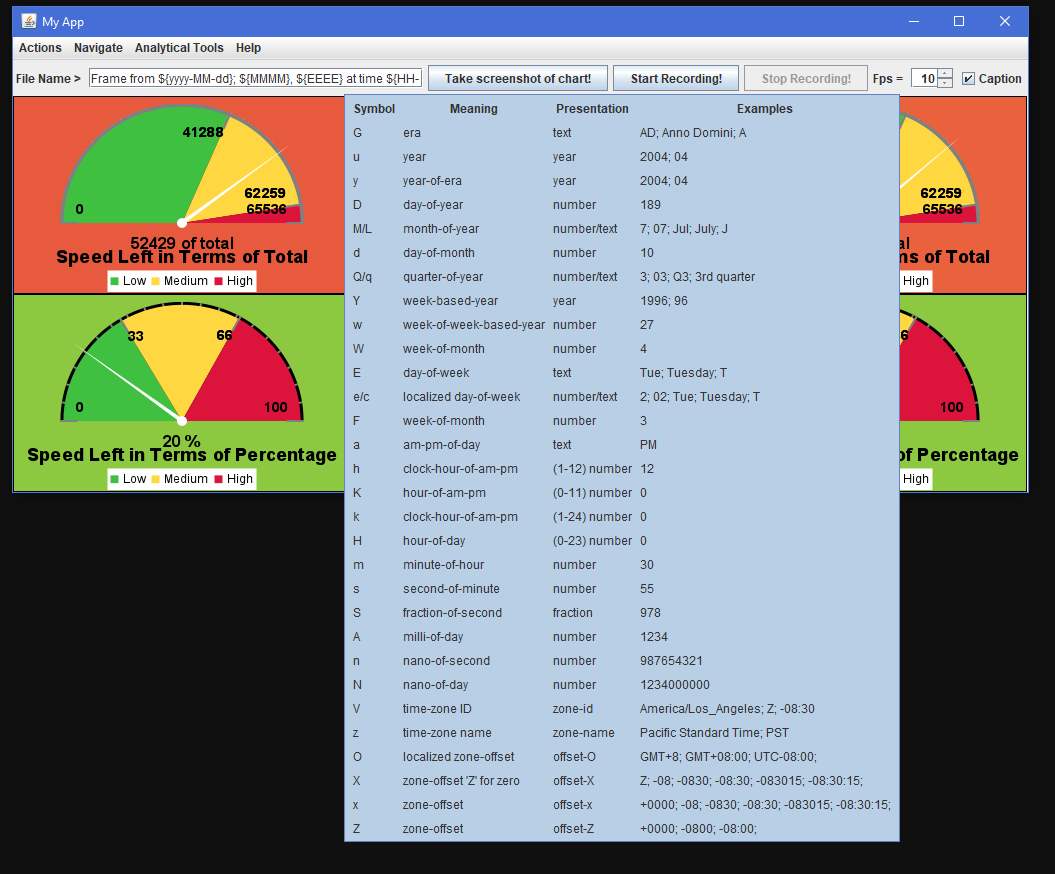 My App
Actions Navigate Analytical Tools Help
File Name > Frame from ${yyyy-MM-dd}; ${MMMM}, ${EEEE} at time ${HH- Take screenshot of chart! Start Recording! Stop Recording! Fps = 10 Caption
41288
62259
65536
0
52429 of total
Speed Left in Terms of Total
Low Medium High
33
66
0
100
20 %
Speed Left in Terms of Percentage
Low Medium High
Symbol Meaning Presentation Examples
G era text AD; Anno Domini; A
u year year 2004; 04
y year-of-era year 2004; 04
D day-of-year number 189
M/L month-of-year number/text 7; 07; Jul; July; J
d day-of-month number 10
Q/q quarter-of-year number/text 3; 03; Q3; 3rd quarter
Y week-based-year year 1996; 96
w week-of-week-based-year number 27
W week-of-month number 4
E day-of-week text Tue; Tuesday; T
e/c localized day-of-week number/text 2; 02; Tue; Tuesday; T
F week-of-month number 3
a am-pm-of-day text PM
h clock-hour-of-am-pm (1-12) number 12
K hour-of-am-pm (0-11) number 0
k clock-hour-of-am-pm (1-24) number 0
H hour-of-day (0-23) number 0
m minute-of-hour number 30
s second-of-minute number 55
S fraction-of-second fraction 978
A milli-of-day number 1234
n nano-of-second number 987654321
N nano-of-day number 1234000000
V time-zone ID zone-id America/Los_Angeles; Z; -08:30
z time-zone name zone-name Pacific Standard Time; PST
O localized zone-offset offset-O GMT+8; GMT+08:00; UTC-08:00;
X zone-offset 'Z' for zero offset-X Z; -08; -0830; -08:30; -083015; -08:30:15;
x zone-offset offset-x +0000; -08; -0830; -08:30; -083015; -08:30:15;
Z zone-offset offset-Z +0000; -0800; -08:00;
62259
65536
al
ns of Total
High
6
100
of Percentage
High